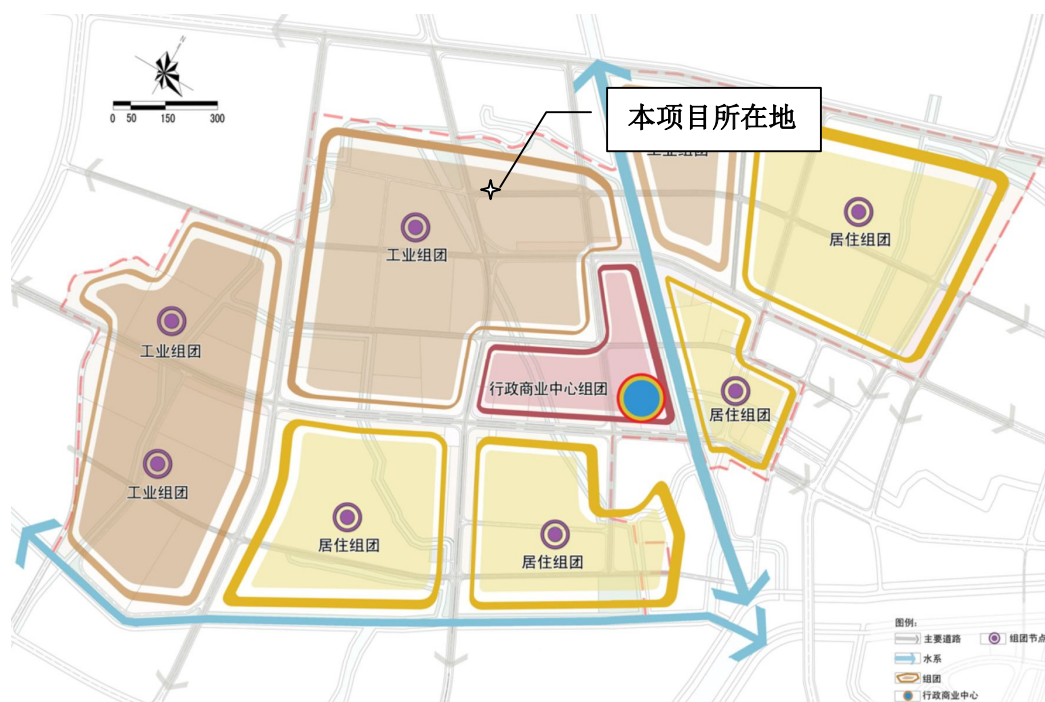 N
0 50 150 300
本项目所在地
工业组团
居住组团
工业组团
工业组团
行政商业中心组团
居住组团
工业组团
居住组团
居住组团
图例:
主要道路 组团节点
水系
组团
行政商业中心